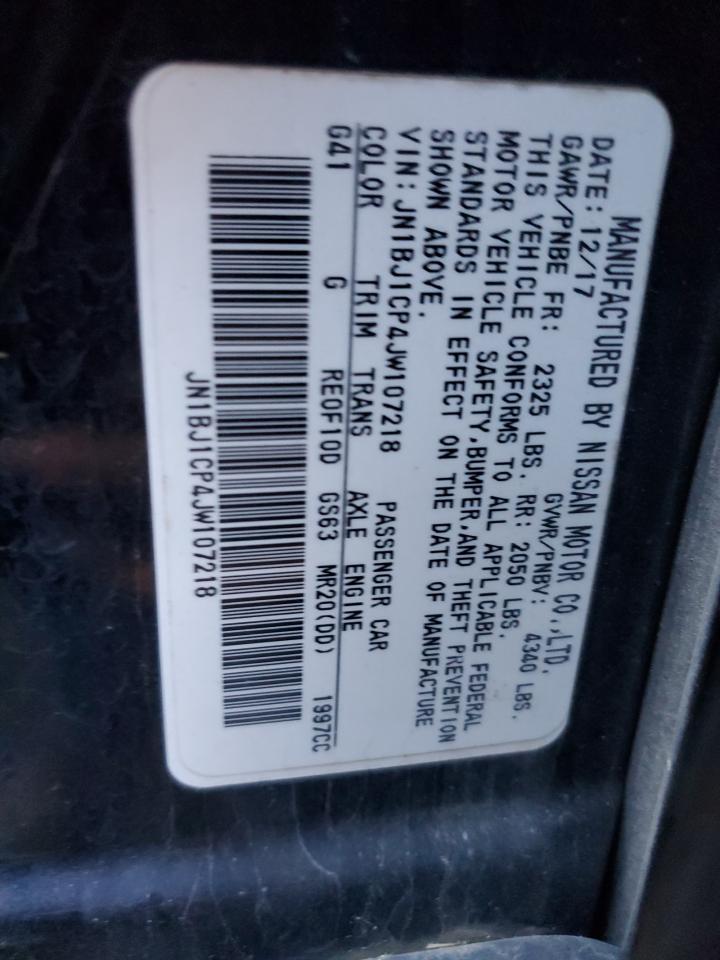 MANUFACTURED BY NISSAN MOTOR CO.,LTD.
DATE: 12/17 GVWR/PNBV: 4340 LBS.
GAWR/PNBE FR: 2325 LBS. RR: 2050 LBS.
THIS VEHICLE CONFORMS TO ALL APPLICABLE FEDERAL
MOTOR VEHICLE SAFETY,BUMPER,AND THEFT PREVENTION
STANDARDS IN EFFECT ON THE DATE OF MANUFACTURE
SHOWN ABOVE.
VIN: JN1BJ1CP4JW107218 PASSENGER CAR
COLOR TRIM TRANS AXLE ENGINE
G41 G RE0F10D GS63 MR20(DD) 1997CC
JN1BJ1CP4JW107218